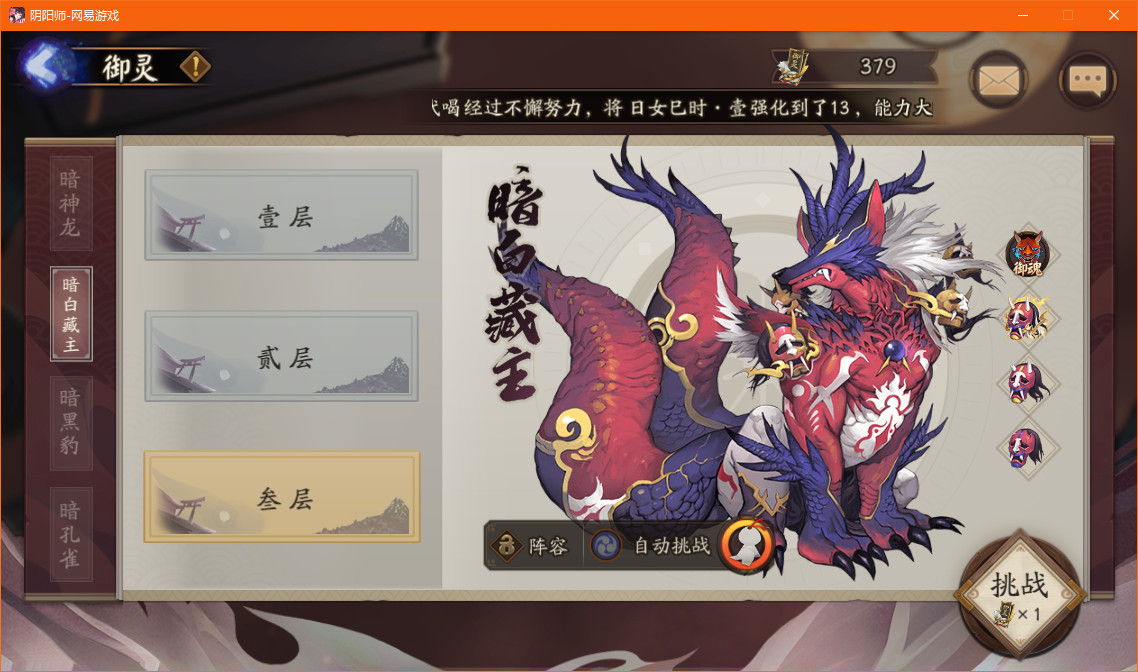 阴阳师-网易游戏
御灵
379
代喝经过不懈努力，将 日女巳时·壹强化到了13，能力大
暗神龙
暗白藏主
暗黑豹
暗孔雀
壹层
贰层
叁层
暗白藏主
御魂
阵容
自动挑战
挑战
×1